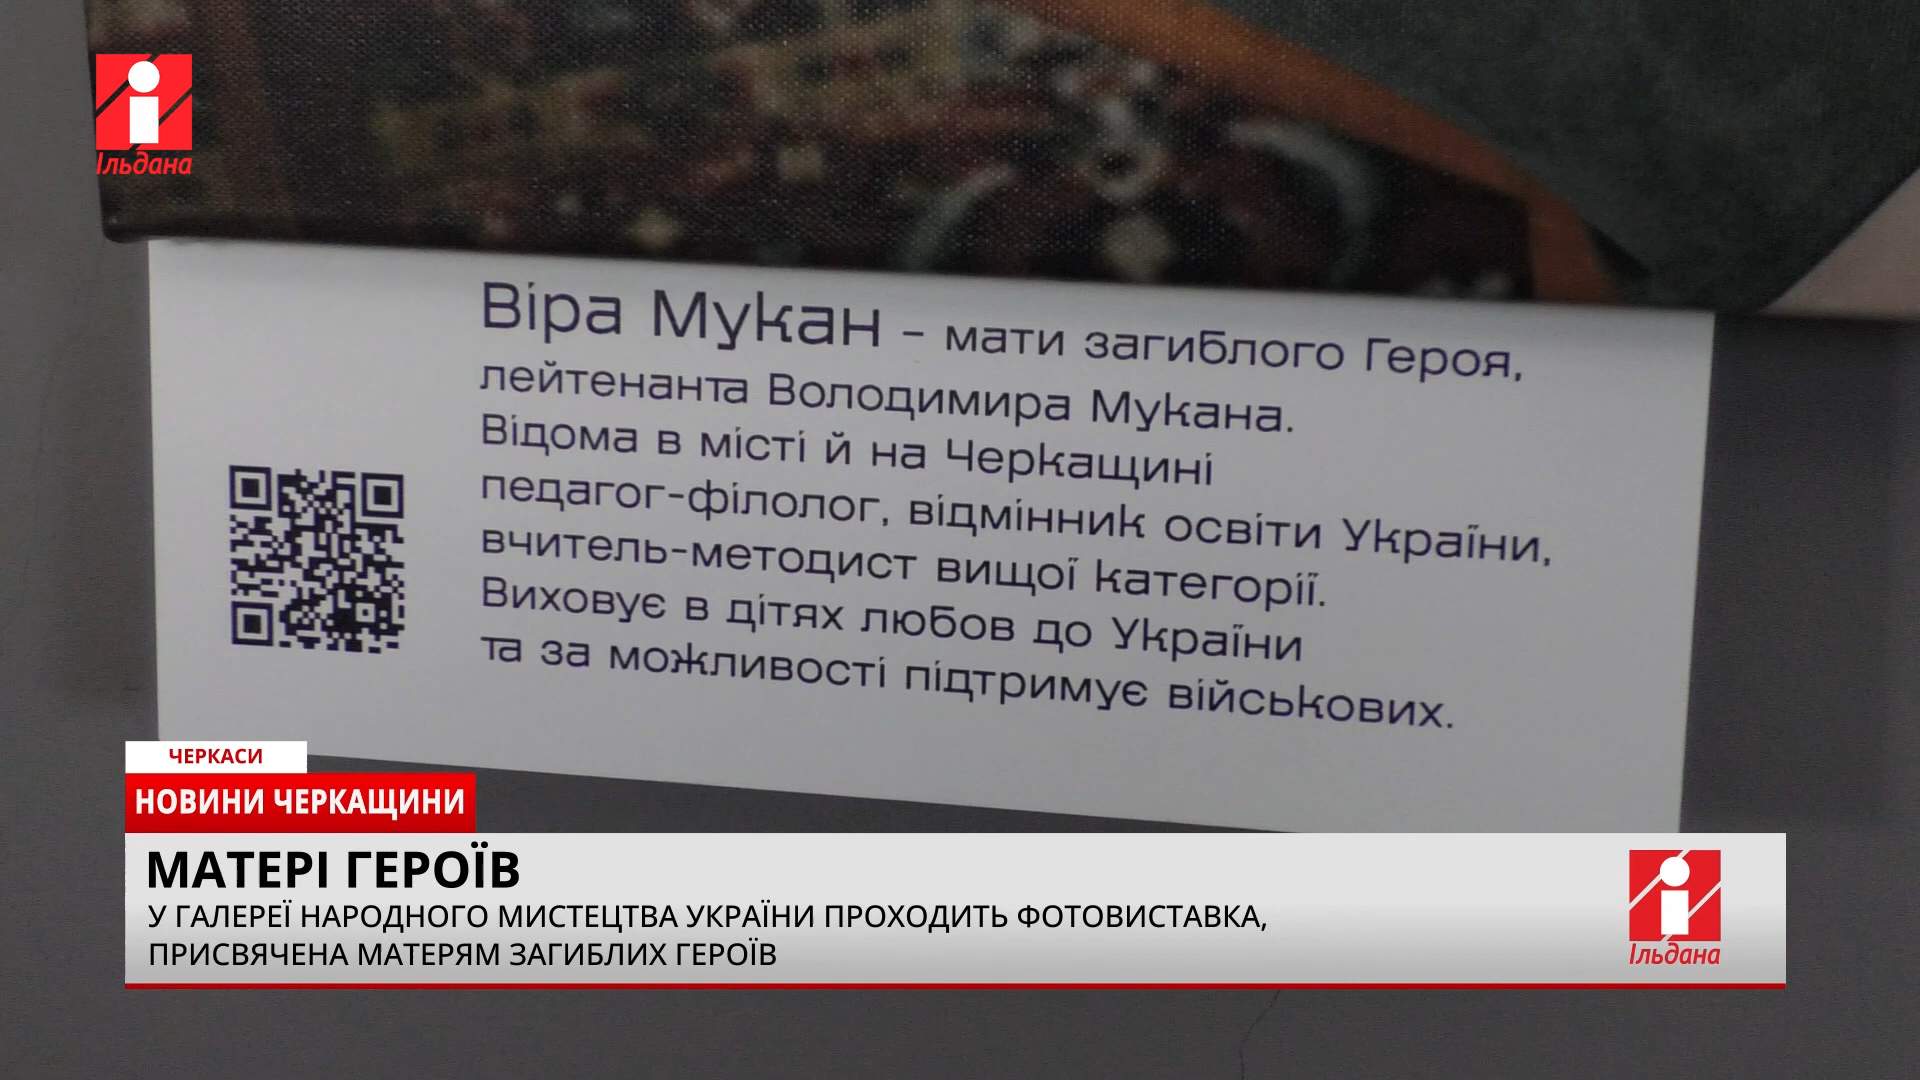 Ільдана
Віра Мукан – мати загиблого Героя,
лейтенанта Володимира Мукана.
Відома в місті й на Черкащині
педагог-філолог, відмінник освіти України,
вчитель-методист вищої категорії.
Виховує в дітях любов до України
та за можливості підтримує військових.
ЧЕРКАСИ
НОВИНИ ЧЕРКАЩИНИ
МАТЕРІ ГЕРОЇВ
У ГАЛЕРЕЇ НАРОДНОГО МИСТЕЦТВА УКРАЇНИ ПРОХОДИТЬ ФОТОВИСТАВКА,
ПРИСВЯЧЕНА МАТЕРЯМ ЗАГИБЛИХ ГЕРОЇВ
Ільдана